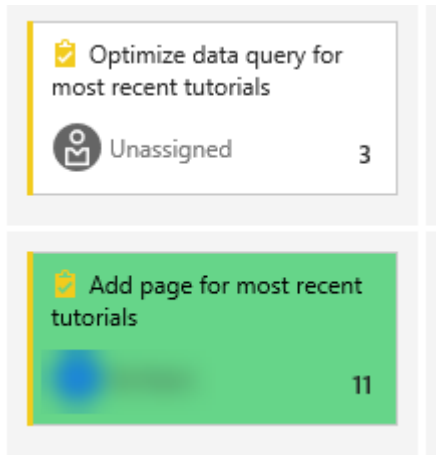 Optimize data query for
most recent tutorials
Unassigned
3
Add page for most recent
tutorials
11